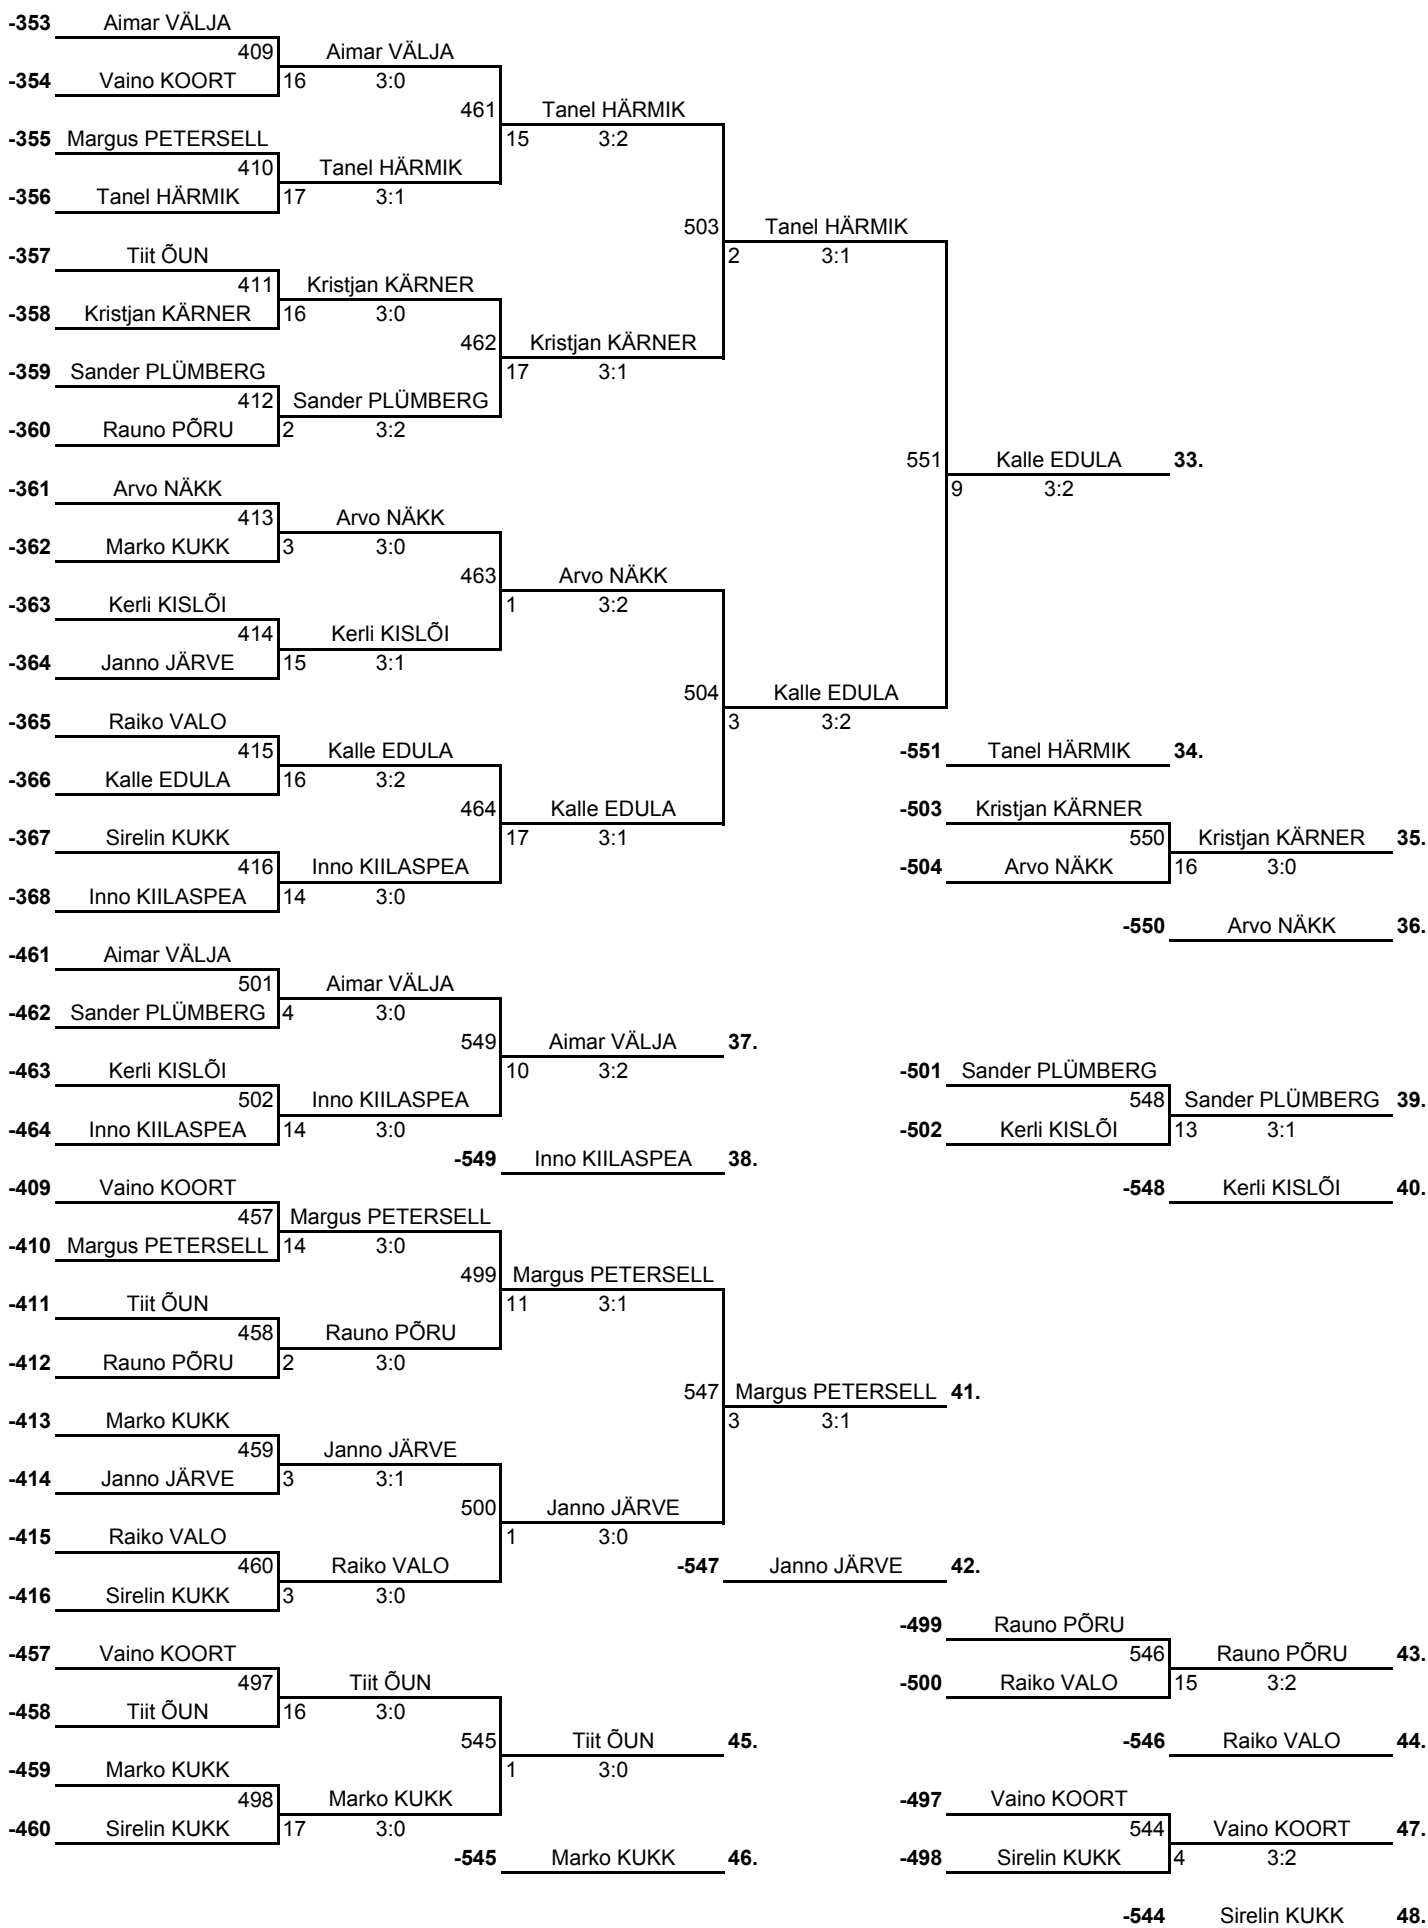 -353 Aimar VÄLJA
409 Aimar VÄLJA
-354 Vaino KOORT 16 3:0
461 Tanel HÄRMIK
-355 Margus PETERSELL 15 3:2
410 Tanel HÄRMIK
-356 Tanel HÄRMIK 17 3:1
503 Tanel HÄRMIK
-357 Tiit ÕUN 2 3:1
411 Kristjan KÄRNER
-358 Kristjan KÄRNER 16 3:0
462 Kristjan KÄRNER
-359 Sander PLÜMBERG 17 3:1
412 Sander PLÜMBERG
-360 Rauno PÕRU 2 3:2
551 Kalle EDULA 33.
-361 Arvo NÄKK 9 3:2
413 Arvo NÄKK
-362 Marko KUKK 3 3:0
463 Arvo NÄKK
-363 Kerli KISLÕI 1 3:2
414 Kerli KISLÕI
-364 Janno JÄRVE 15 3:1
504 Kalle EDULA
-365 Raiko VALO 3 3:2
415 Kalle EDULA -551 Tanel HÄRMIK 34.
-366 Kalle EDULA 16 3:2
464 Kalle EDULA -503 Kristjan KÄRNER
-367 Sirelin KUKK 17 3:1 550 Kristjan KÄRNER 35.
416 Inno KIILASPEA -504 Arvo NÄKK 16 3:0
-368 Inno KIILASPEA 14 3:0
-550 Arvo NÄKK 36.
-461 Aimar VÄLJA
501 Aimar VÄLJA
-462 Sander PLÜMBERG 4 3:0
549 Aimar VÄLJA 37.
-463 Kerli KISLÕI 10 3:2 -501 Sander PLÜMBERG
502 Inno KIILASPEA 548 Sander PLÜMBERG 39.
-464 Inno KIILASPEA 14 3:0 -502 Kerli KISLÕI 13 3:1
-549 Inno KIILASPEA 38.
-409 Vaino KOORT -548 Kerli KISLÕI 40.
457 Margus PETERSELL
-410 Margus PETERSELL 14 3:0
499 Margus PETERSELL
-411 Tiit ÕUN 11 3:1
458 Rauno PÕRU
-412 Rauno PÕRU 2 3:0
547 Margus PETERSELL 41.
-413 Marko KUKK 3 3:1
459 Janno JÄRVE
-414 Janno JÄRVE 3 3:1
500 Janno JÄRVE
-415 Raiko VALO 1 3:0
460 Raiko VALO -547 Janno JÄRVE 42.
-416 Sirelin KUKK 3 3:0
-499 Rauno PÕRU
-457 Vaino KOORT 546 Rauno PÕRU 43.
497 Tiit ÕUN -500 Raiko VALO 15 3:2
-458 Tiit ÕUN 16 3:0
545 Tiit ÕUN 45. -546 Raiko VALO 44.
-459 Marko KUKK 1 3:0
498 Marko KUKK -497 Vaino KOORT
-460 Sirelin KUKK 17 3:0 544 Vaino KOORT 47.
-545 Marko KUKK 46. -498 Sirelin KUKK 4 3:2
-544 Sirelin KUKK 48.